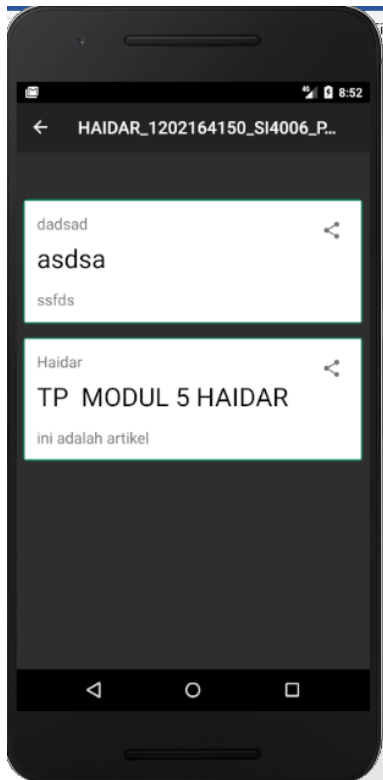 8:52
HAIDAR_1202164150_SI4006_P...
dadsad
asdsa
ssfds
Haidar
TP MODUL 5 HAIDAR
ini adalah artikel